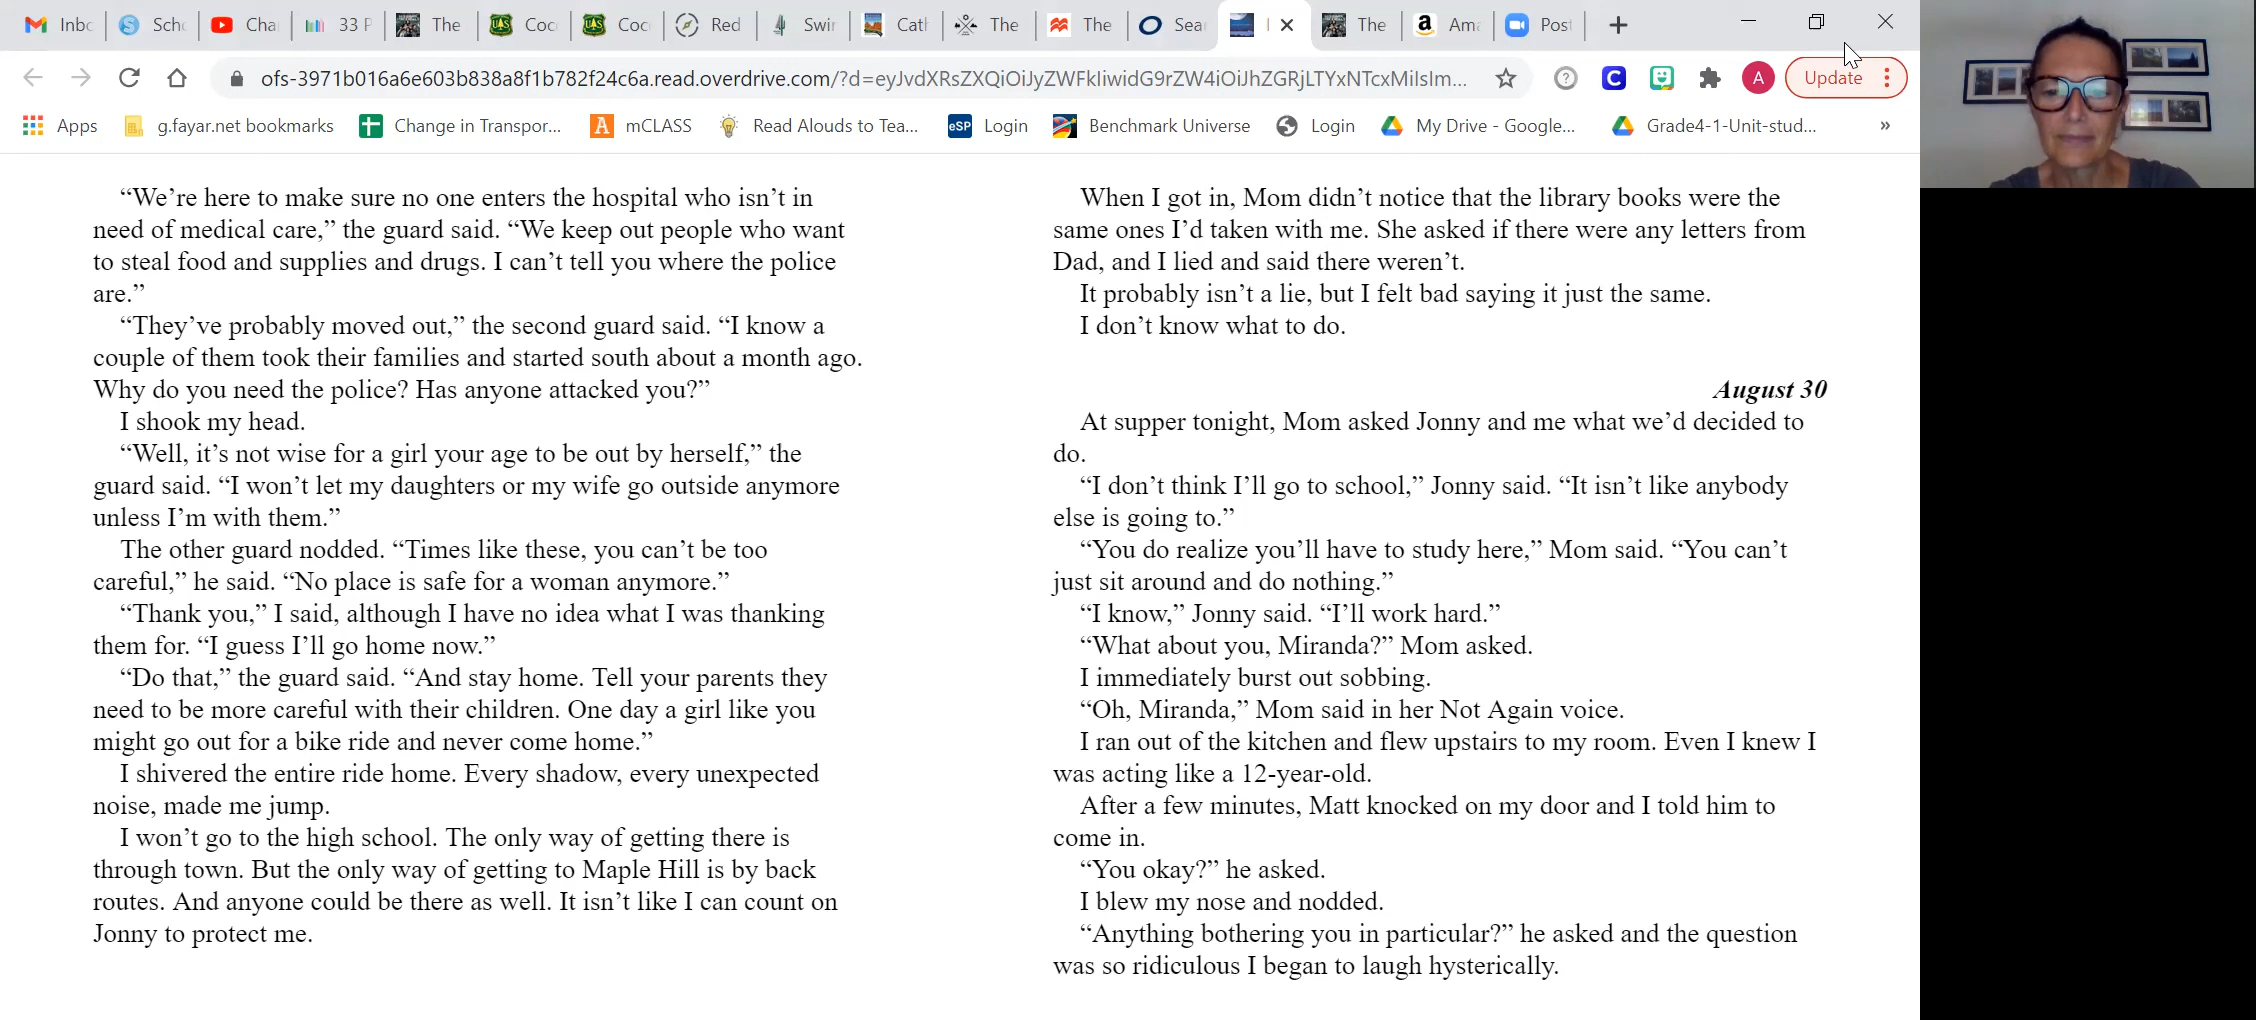 Inbc
Scho
Cha
33 P
The
Coc
Coc
Red
Swir
Cath
The
The
Sea
The
Ama
Post
ofs-3971b016a6e603b838a8f1b782f24c6a.read.overdrive.com/?d=eyJvdXRsZXQiOiJyZWFkIiwidG9rZW4iOiJhZGRjLTYxNTcxMiIsIm...
A
Update
Apps
g.fayar.net bookmarks
Change in Transpor...
mCLASS
Read Alouds to Tea...
eSP Login
Benchmark Universe
Login
My Drive - Google...
Grade4-1-Unit-stud...
»
“We’re here to make sure no one enters the hospital who isn’t in
need of medical care,” the guard said. “We keep out people who want
to steal food and supplies and drugs. I can’t tell you where the police
are.”
“They’ve probably moved out,” the second guard said. “I know a
couple of them took their families and started south about a month ago.
Why do you need the police? Has anyone attacked you?”
I shook my head.
“Well, it’s not wise for a girl your age to be out by herself,” the
guard said. “I won’t let my daughters or my wife go outside anymore
unless I’m with them.”
The other guard nodded. “Times like these, you can’t be too
careful,” he said. “No place is safe for a woman anymore.”
“Thank you,” I said, although I have no idea what I was thanking
them for. “I guess I’ll go home now.”
“Do that,” the guard said. “And stay home. Tell your parents they
need to be more careful with their children. One day a girl like you
might go out for a bike ride and never come home.”
I shivered the entire ride home. Every shadow, every unexpected
noise, made me jump.
I won’t go to the high school. The only way of getting there is
through town. But the only way of getting to Maple Hill is by back
routes. And anyone could be there as well. It isn’t like I can count on
Jonny to protect me.
When I got in, Mom didn’t notice that the library books were the
same ones I’d taken with me. She asked if there were any letters from
Dad, and I lied and said there weren’t.
It probably isn’t a lie, but I felt bad saying it just the same.
I don’t know what to do.
August 30
At supper tonight, Mom asked Jonny and me what we’d decided to
do.
“I don’t think I’ll go to school,” Jonny said. “It isn’t like anybody
else is going to.”
“You do realize you’ll have to study here,” Mom said. “You can’t
just sit around and do nothing.”
“I know,” Jonny said. “I’ll work hard.”
“What about you, Miranda?” Mom asked.
I immediately burst out sobbing.
“Oh, Miranda,” Mom said in her Not Again voice.
I ran out of the kitchen and flew upstairs to my room. Even I knew I
was acting like a 12-year-old.
After a few minutes, Matt knocked on my door and I told him to
come in.
“You okay?” he asked.
I blew my nose and nodded.
“Anything bothering you in particular?” he asked and the question
was so ridiculous I began to laugh hysterically.